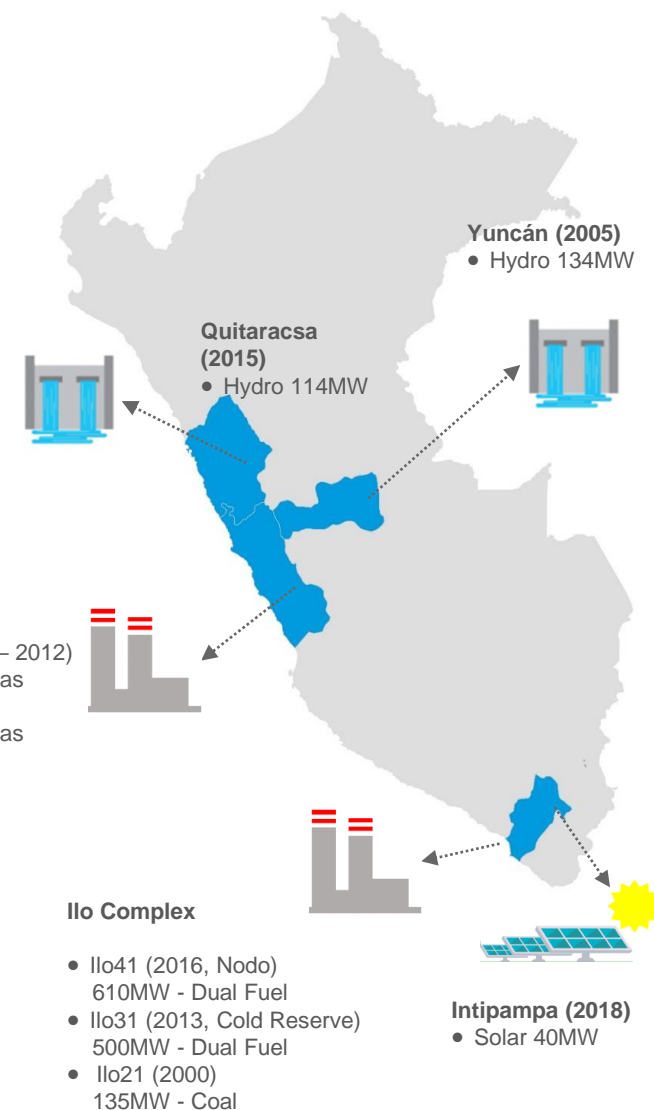 Yuncán (2005)
• Hydro 134MW
Quitaracsa
(2015)
• Hydro 114MW
– 2012)
as
as
Ilo Complex
• Ilo41 (2016, Nodo)
610MW - Dual Fuel
• Ilo31 (2013, Cold Reserve)
500MW - Dual Fuel
• Ilo21 (2000)
135MW - Coal
Intipampa (2018)
• Solar 40MW